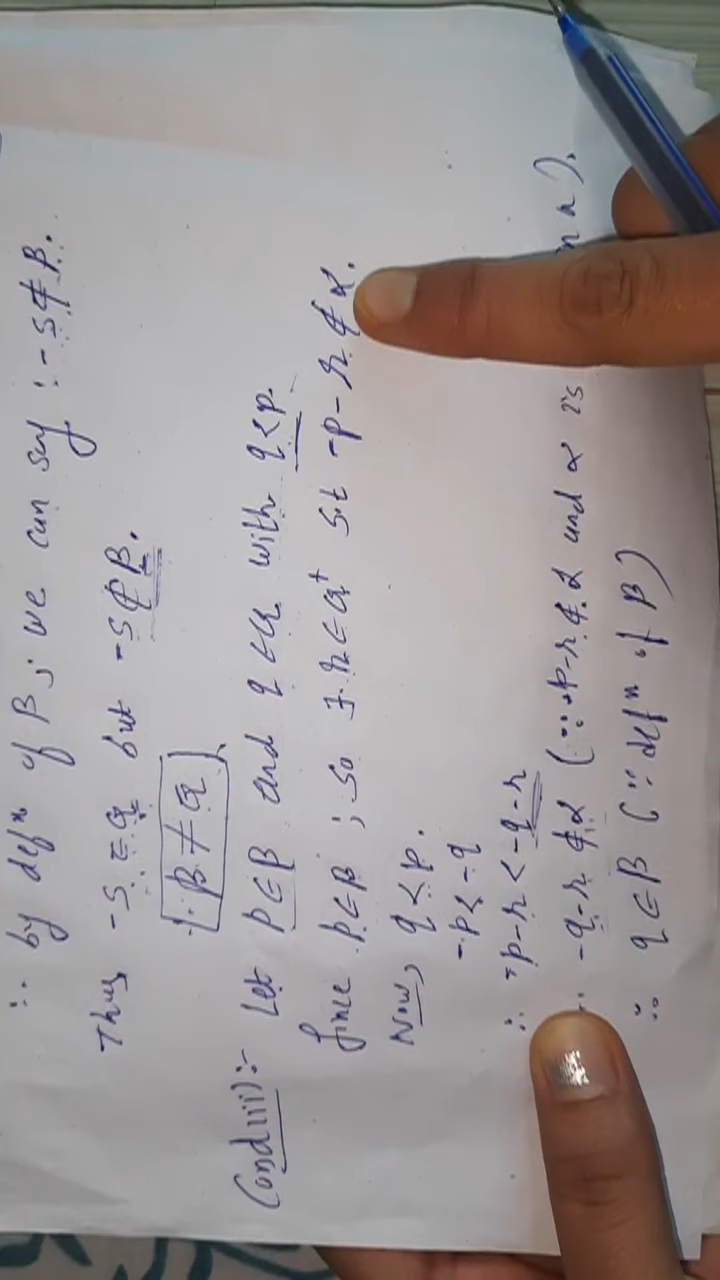 ∴ by defⁿ of β; we can say :- -s ∉ β.
Thus -s ∈ Q but -s ∉ β.
∴ β ≠ Q
Cond(iii):- Let p ∈ β and q ∈ Q with q < p.
Since p ∈ β ; so ∃ r ∈ Q⁺ s.t -p-r ∉ α.
Now, q < p.
-p < -q
∴ -p-r < -q-r
∴ -q-r ∉ α (∵ -p-r ∉ α and α is
∴ q ∈ β (∵ defⁿ of β)